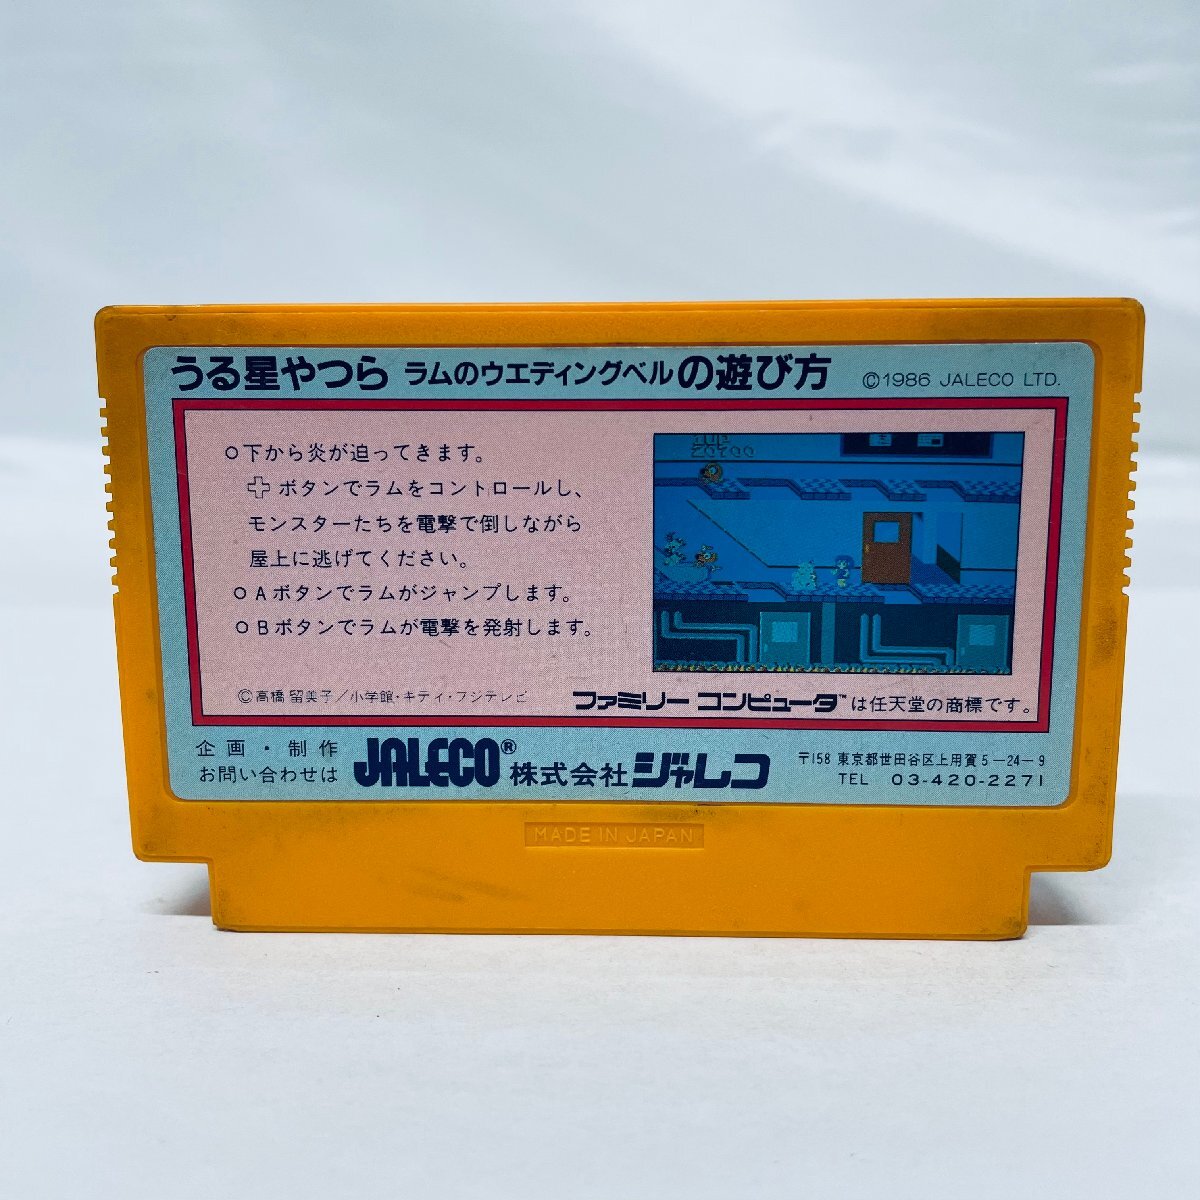 うる星やつら ラムのウエディングベルの遊び方 ©1986 JALECO LTD.
○下から炎が迫ってきます。
ボタンでラムをコントロールし、
モンスターたちを電撃で倒しながら
屋上に逃げてください。
○Aボタンでラムがジャンプします。
○Bボタンでラムが電撃を発射します。
©高橋留美子/小学館・キティ・フジテレビ
ファミリーコンピュータ™は任天堂の商標です。
企画・制作
お問い合わせは
JALECO® 株式会社ジャレコ
〒158 東京都世田谷区上用賀5-24-9
TEL 03-420-2271
MADE IN JAPAN